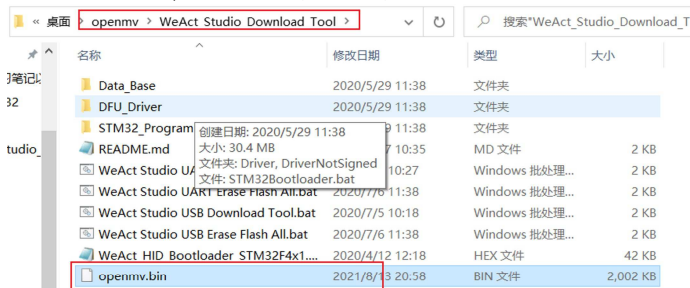 « 桌面 › openmv › WeAct Studio Download Tool › 搜索"WeAct_Studio_Download_T
名称 修改日期 类型 大小
Data_Base 2020/5/29 11:38 文件夹
DFU_Driver 2020/5/29 11:38 文件夹
32 STM32_Program 9 11:38 文件夹
创建日期: 2020/5/29 11:38
大小: 30.4 MB
文件夹: Driver, DriverNotSigned
文件: STM32Bootloader.bat
README.md 10:35 MD 文件 2 KB
tudio_
WeAct Studio UA 10:27 Windows 批处理... 2 KB
WeAct Studio UART Erase Flash All.bat 2020/7/6 11:38 Windows 批处理... 2 KB
WeAct Studio USB Download Tool.bat 2020/7/5 10:18 Windows 批处理... 2 KB
WeAct Studio USB Erase Flash All.bat 2020/7/6 11:38 Windows 批处理... 2 KB
WeAct_HID_Bootloader_STM32F4x1.... 2020/4/12 12:18 HEX 文件 42 KB
openmv.bin 2021/8/13 20:58 BIN 文件 2,002 KB